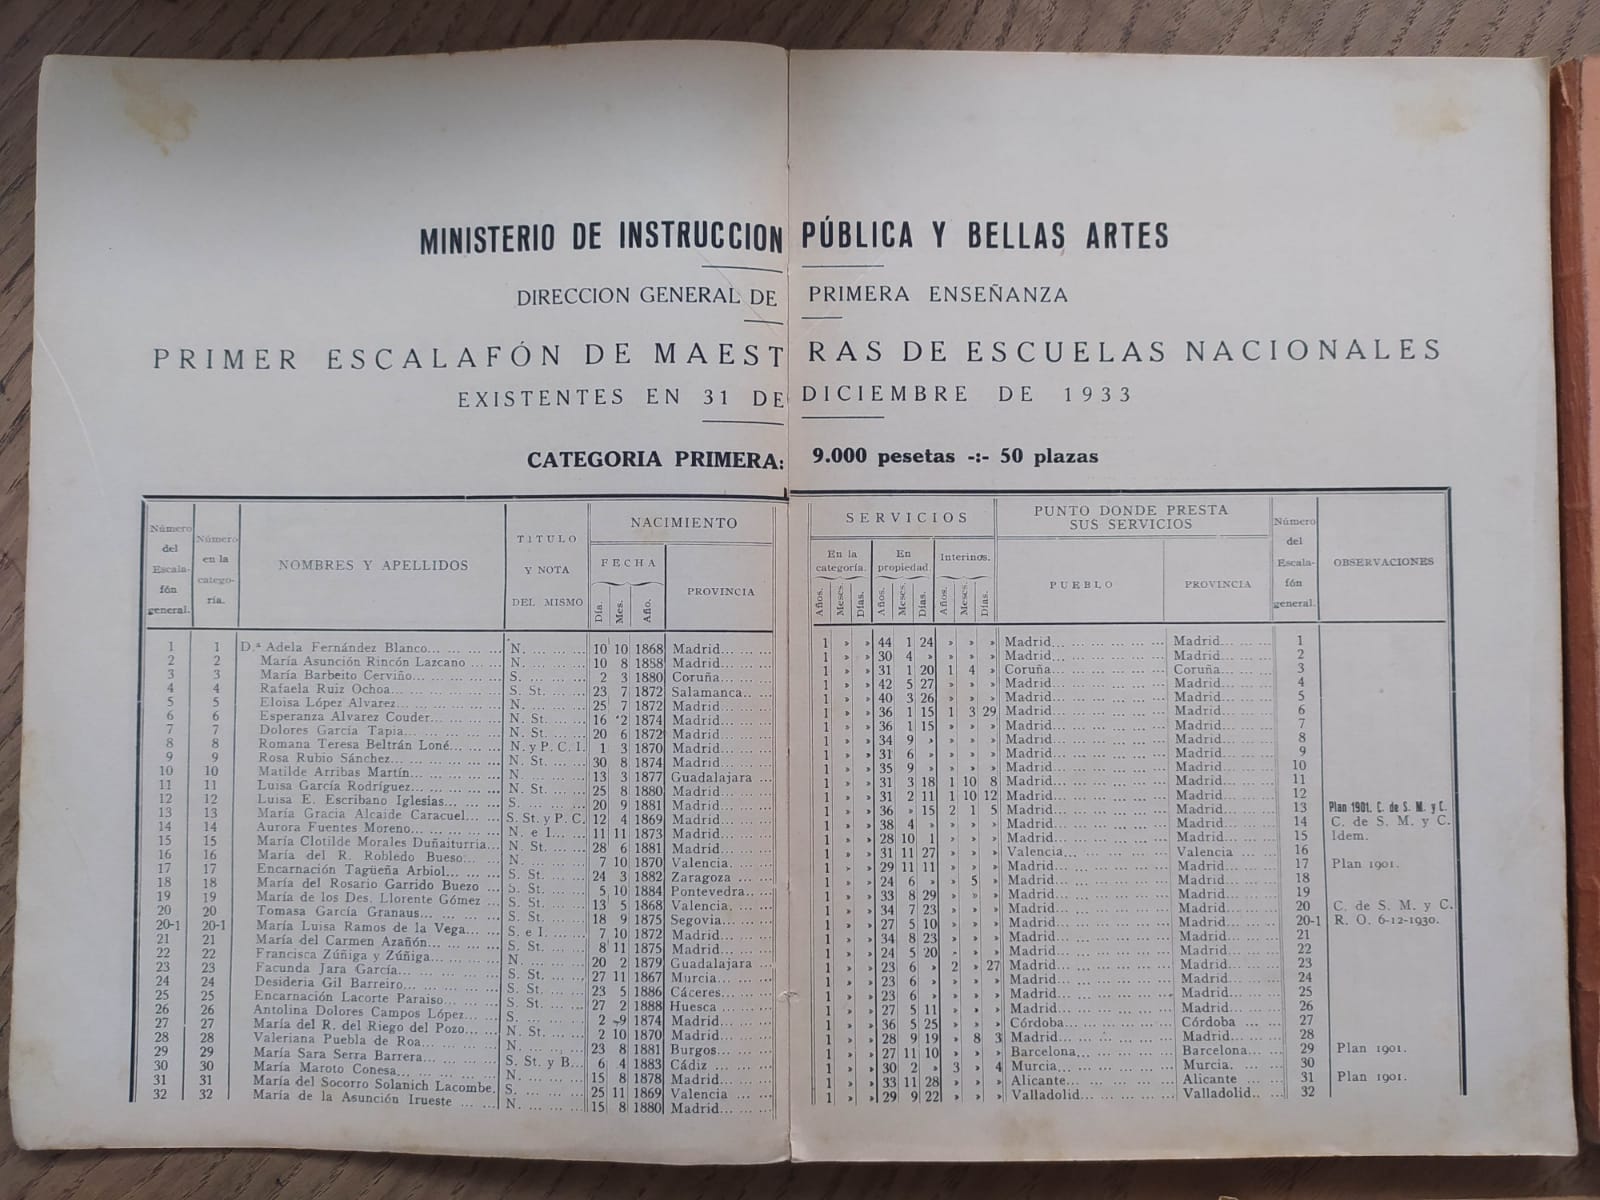 MINISTERIO DE INSTRUCCION PÚBLICA Y BELLAS ARTES
DIRECCION GENERAL DE PRIMERA ENSEÑANZA
PRIMER ESCALAFÓN DE MAESTRAS DE ESCUELAS NACIONALES
EXISTENTES EN 31 DE DICIEMBRE DE 1933
CATEGORIA PRIMERA: 9.000 pesetas -:- 50 plazas
Número del Escalafón general. Número en la categoría. NOMBRES Y APELLIDOS TITULO Y NOTA DEL MISMO NACIMIENTO FECHA Día. Mes. Año. PROVINCIA SERVICIOS En la categoría. Años. Meses. Días. En propiedad. Años. Meses. Días. Interinos. Años. Meses. Días. PUNTO DONDE PRESTA SUS SERVICIOS PUEBLO PROVINCIA Número del Escalafón general. OBSERVACIONES
1 1 D.ª Adela Fernández Blanco... N. 10 10 1868 Madrid... 1 » » 44 1 24 » » » Madrid... Madrid... 1
2 2 María Asunción Rincón Lazcano ... N. 10 8 1858 Madrid... 1 » » 30 4 » » » » Madrid... Madrid... 2
3 3 María Barbeito Cerviño... S. 2 3 1880 Coruña... 1 » » 31 1 20 1 4 » Coruña... Coruña... 3
4 4 Rafaela Ruiz Ochoa... S. St. 23 7 1872 Salamanca.. 1 » » 42 5 27 » » » Madrid... Madrid... 4
5 5 Eloisa López Alvarez... N. 25 7 1872 Madrid... 1 » » 40 3 26 » » » Madrid... Madrid... 5
6 6 Esperanza Alvarez Couder... N. St. 16 2 1874 Madrid... 1 » » 36 1 15 1 3 29 Madrid... Madrid... 6
7 7 Dolores García Tapia ... N. St. 20 6 1872 Madrid... 1 » » 36 1 15 » » » Madrid... Madrid... 7
8 8 Romana Teresa Beltrán Loné... N. y P. C. I. 1 3 1870 Madrid... 1 » » 34 9 » » » » Madrid... Madrid... 8
9 9 Rosa Rubio Sánchez... N. St. 30 8 1874 Madrid... 1 » » 31 6 » » » » Madrid... Madrid... 9
10 10 Matilde Arribas Martín... N. 13 3 1877 Guadalajara ... 1 » » 35 9 » » » » Madrid... Madrid... 10
11 11 Luisa García Rodríguez... N. St. 25 8 1880 Madrid... 1 » » 31 3 18 1 10 8 Madrid... Madrid... 11
12 12 Luisa E. Escribano Iglesias... S. 20 9 1881 Madrid... 1 » » 31 2 11 1 10 12 Madrid... Madrid... 12
13 13 María Gracia Alcaide Caracuel... S. St. y P. C. 12 4 1869 Madrid... 1 » » 36 » 15 2 1 5 Madrid... Madrid... 13 Plan 1901. C. de S. M. y C.
14 14 Aurora Fuentes Moreno... N. e I... 11 11 1873 Madrid... 1 » » 38 4 » » » » Madrid... Madrid... 14 C. de S. M. y C.
15 15 María Clotilde Morales Duñaiturria... N. St. 28 6 1881 Madrid... 1 » » 28 10 1 » » » Madrid... Madrid... 15 Idem.
16 16 María del R. Robledo Bueso... N. 7 10 1870 Valencia... 1 » » 31 11 27 » » » Valencia... Valencia ... 16
17 17 Encarnación Tagüeña Arbiol... S. St. 24 3 1882 Zaragoza ... 1 » » 29 11 11 » » » Madrid... Madrid... 17 Plan 1901.
18 18 María del Rosario Garrido Buezo S. St. 5 10 1884 Pontevedra.. 1 » » 24 6 » » 5 » Madrid... Madrid... 18
19 19 María de los Des. Llorente Gómez S. St. 13 5 1868 Valencia... 1 » » 33 8 29 » » » Madrid... Madrid... 19
20 20 Tomasa García Granaus... S. St. 18 9 1875 Segovia... 1 » » 34 7 23 » » » Madrid... Madrid... 20 C. de S. M. y C.
20-1 20-1 María Luisa Ramos de la Vega... S. e I. 7 10 1872 Madrid... 1 » » 27 5 10 » » » Madrid... Madrid... 20-1 R. O. 6-12-1930.
21 21 María del Carmen Azañón... S. St. 8 11 1875 Madrid... 1 » » 34 8 23 » » » Madrid... Madrid... 21
22 22 Francisca Zúñiga y Zúñiga... N. 20 2 1879 Guadalajara ... 1 » » 24 5 20 » » » Madrid... Madrid... 22
23 23 Facunda Jara García... S. St. 27 11 1867 Murcia... 1 » » 23 6 » 2 » 27 Madrid... Madrid... 23
24 24 Desideria Gil Barreiro... S. St. 23 5 1886 Cáceres... 1 » » 23 6 » » » » Madrid... Madrid... 24
25 25 Encarnación Lacorte Paraiso... S. St. 27 2 1888 Huesca ... 1 » » 23 6 » » » » Madrid... Madrid... 25
26 26 Antolina Dolores Campos López... S. 2 9 1874 Madrid... 1 » » 27 5 11 » » » Madrid... Madrid... 26
27 27 María del R. del Riego del Pozo... N. St. 2 10 1870 Madrid... 1 » » 36 5 25 » » » Córdoba... Córdoba ... 27
28 28 Valeriana Puebla de Roa... N. 23 8 1881 Burgos... 1 » » 28 9 19 » 8 3 Madrid... Madrid... 28
29 29 María Sara Serra Barrera... S. St. y B... 6 4 1883 Cádiz ... 1 » » 27 11 10 » » » Barcelona... Barcelona... 29 Plan 1901.
30 30 María Maroto Conesa... N. 15 8 1878 Madrid... 1 » » 30 2 » 3 » 4 Murcia... Murcia. ... 30
31 31 María del Socorro Solanich Lacombe. S. 25 11 1869 Valencia ... 1 » » 33 11 28 » » » Alicante... Alicante ... 31 Plan 1901.
32 32 María de la Asunción Irueste ... N. 15 8 1880 Madrid... 1 » » 29 9 22 » » » Valladolid... Valladolid.. 32